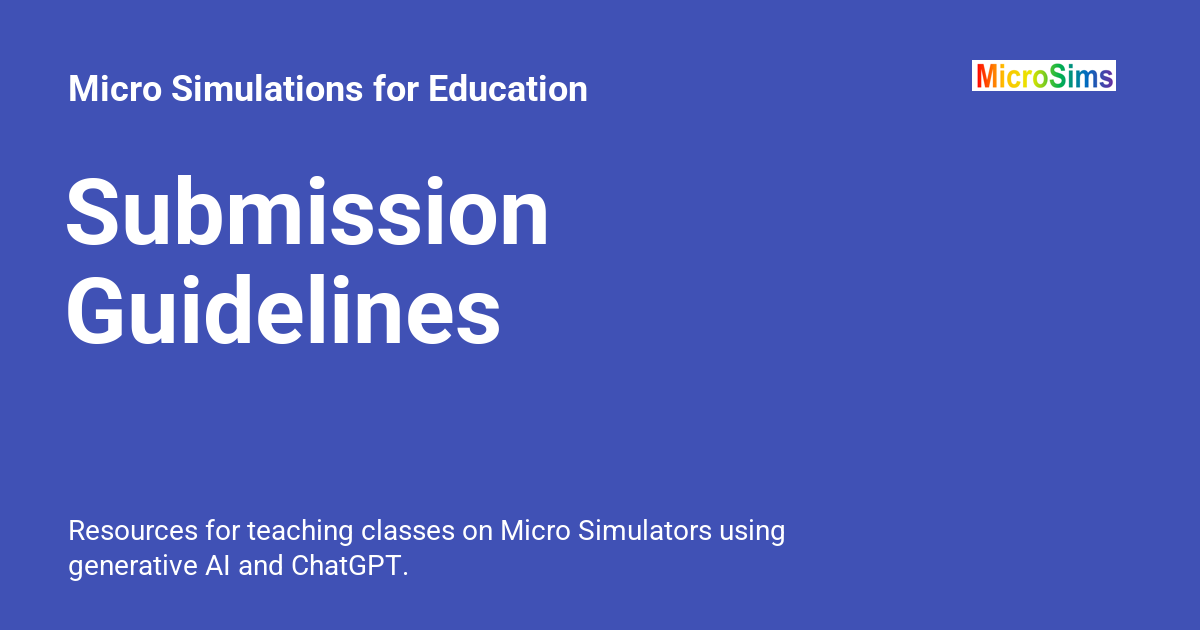 Micro Simulations for Education
MicroSims
Submission
Guidelines
Resources for teaching classes on Micro Simulators using
generative AI and ChatGPT.